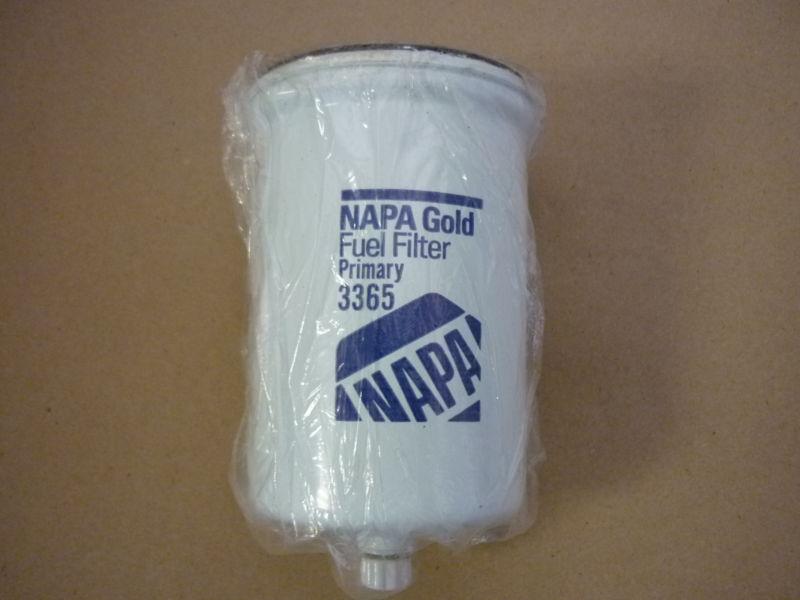 NAPA Gold
Fuel Filter
Primary
3365
NAPA